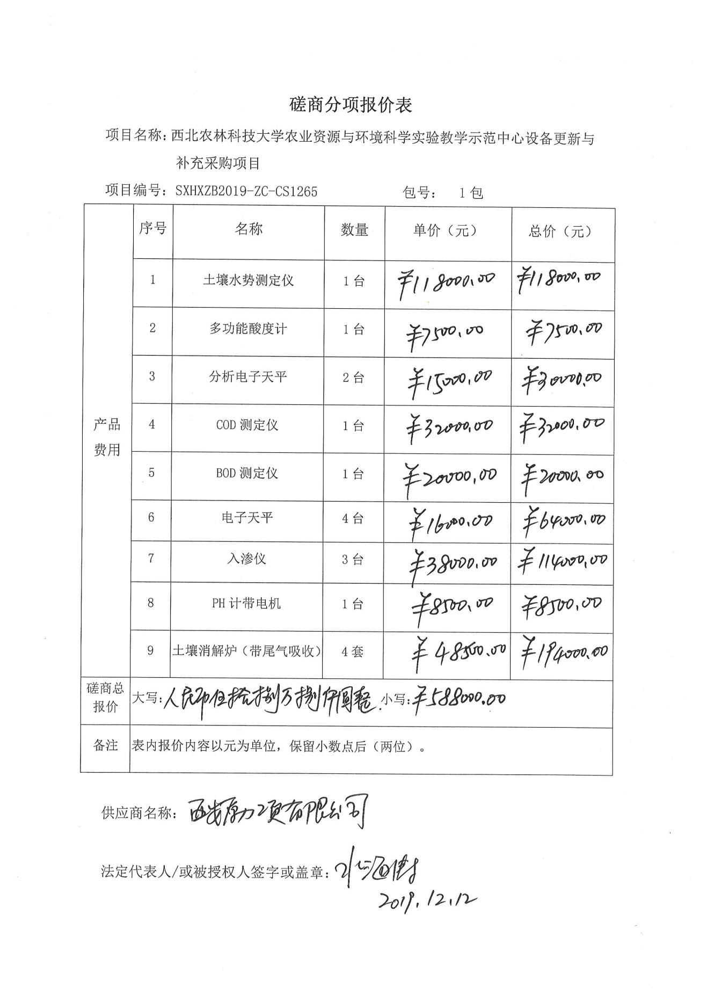 磋商分项报价表
项目名称：西北农林科技大学农业资源与环境科学实验教学示范中心设备更新与
补充采购项目
项目编号：SXHXZB2019-ZC-CS1265 包号： 1包
产品费用
序号 名称 数量 单价（元） 总价（元）
1 土壤水势测定仪 1台 ¥118000.00 ¥118000.00
2 多功能酸度计 1台 ¥7500.00 ¥7500.00
3 分析电子天平 2台 ¥15000.00 ¥30000.00
4 COD测定仪 1台 ¥32000.00 ¥32000.00
5 BOD测定仪 1台 ¥20000.00 ¥20000.00
6 电子天平 4台 ¥16000.00 ¥64000.00
7 入渗仪 3台 ¥38000.00 ¥114000.00
8 PH计带电机 1台 ¥8500.00 ¥8500.00
9 土壤消解炉（带尾气吸收） 4套 ¥48500.00 ¥194000.00
磋商总报价 大写：人民币伍拾捌万捌仟圆整. 小写：¥588000.00
备注 表内报价内容以元为单位，保留小数点后（两位）。
供应商名称： 西安 有限公司
法定代表人/或被授权人签字或盖章：
2019.12.12